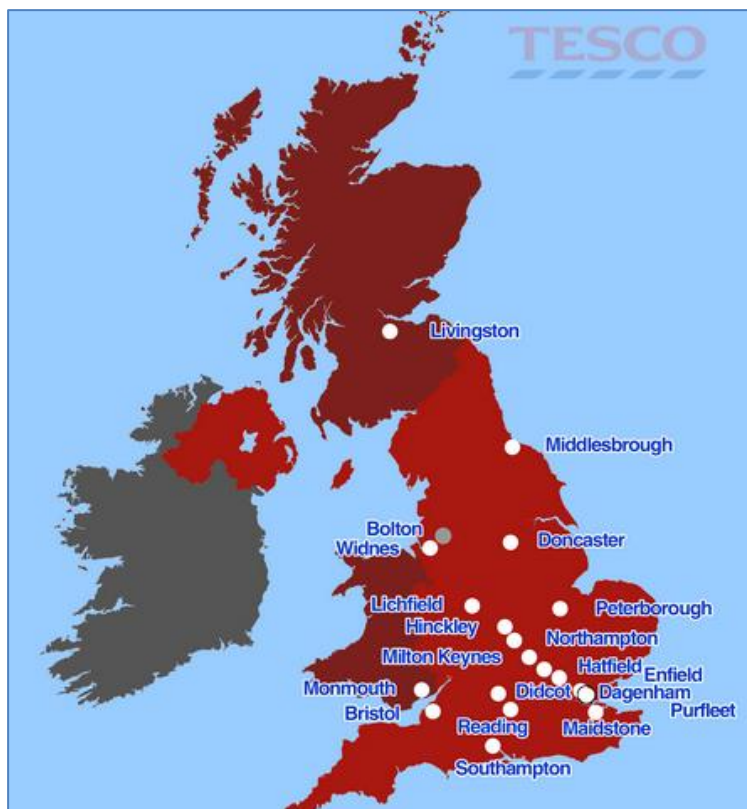 TESCO
Livingston
Middlesbrough
Bolton
Widnes
Doncaster
Lichfield
Peterborough
Hinckley
Northampton
Milton Keynes
Hatfield
Enfield
Monmouth
Didcot
Dagenham
Bristol
Purfleet
Reading
Maidstone
Southampton